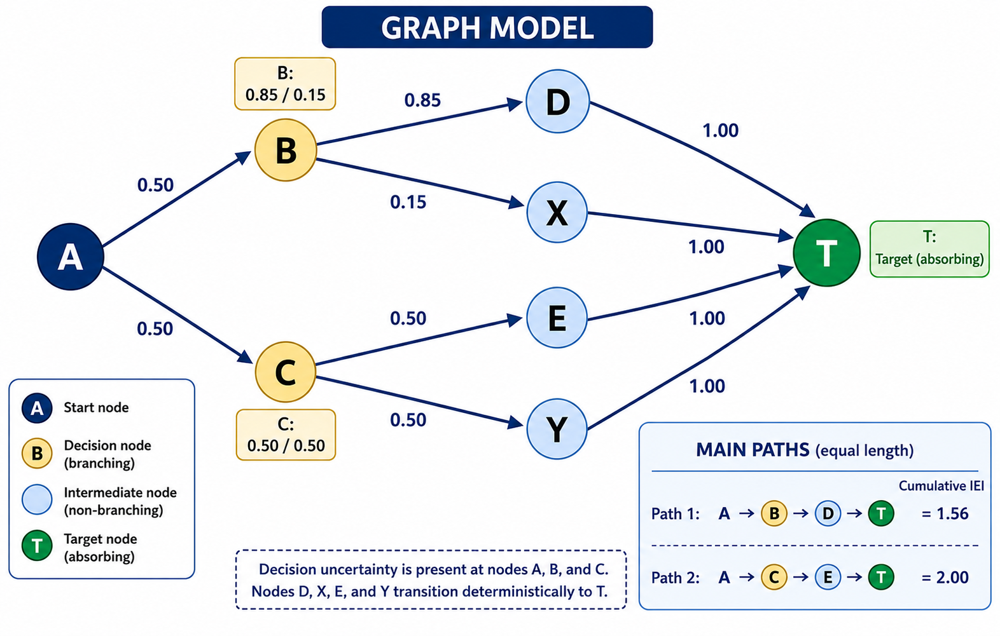 GRAPH MODEL
B:
0.85 / 0.15
B
0.85
D
1.00
0.50
0.15
X
1.00
A
T
T:
Target (absorbing)
0.50
0.50
E
1.00
C
0.50
Y
1.00
C:
0.50 / 0.50
A Start node
B Decision node
(branching)
Intermediate node
(non-branching)
T Target node
(absorbing)
Decision uncertainty is present at nodes A, B, and C.
Nodes D, X, E, and Y transition deterministically to T.
MAIN PATHS (equal length)
Cumulative IEI
Path 1: A → B → D → T = 1.56
Path 2: A → C → E → T = 2.00